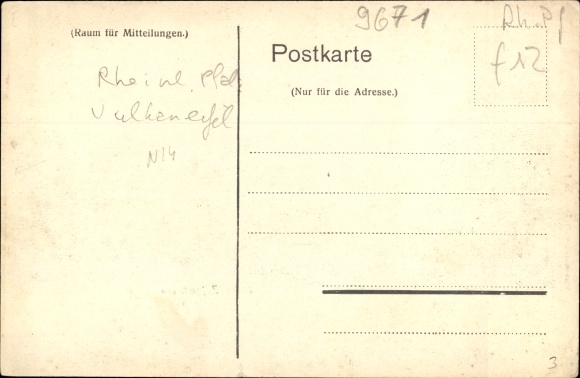 (Raum für Mitteilungen.)
Rheinl. Pfalz
Vulkaneifel
N14
9671
Rh. Pf
Postkarte
f12
(Nur für die Adresse.)
3